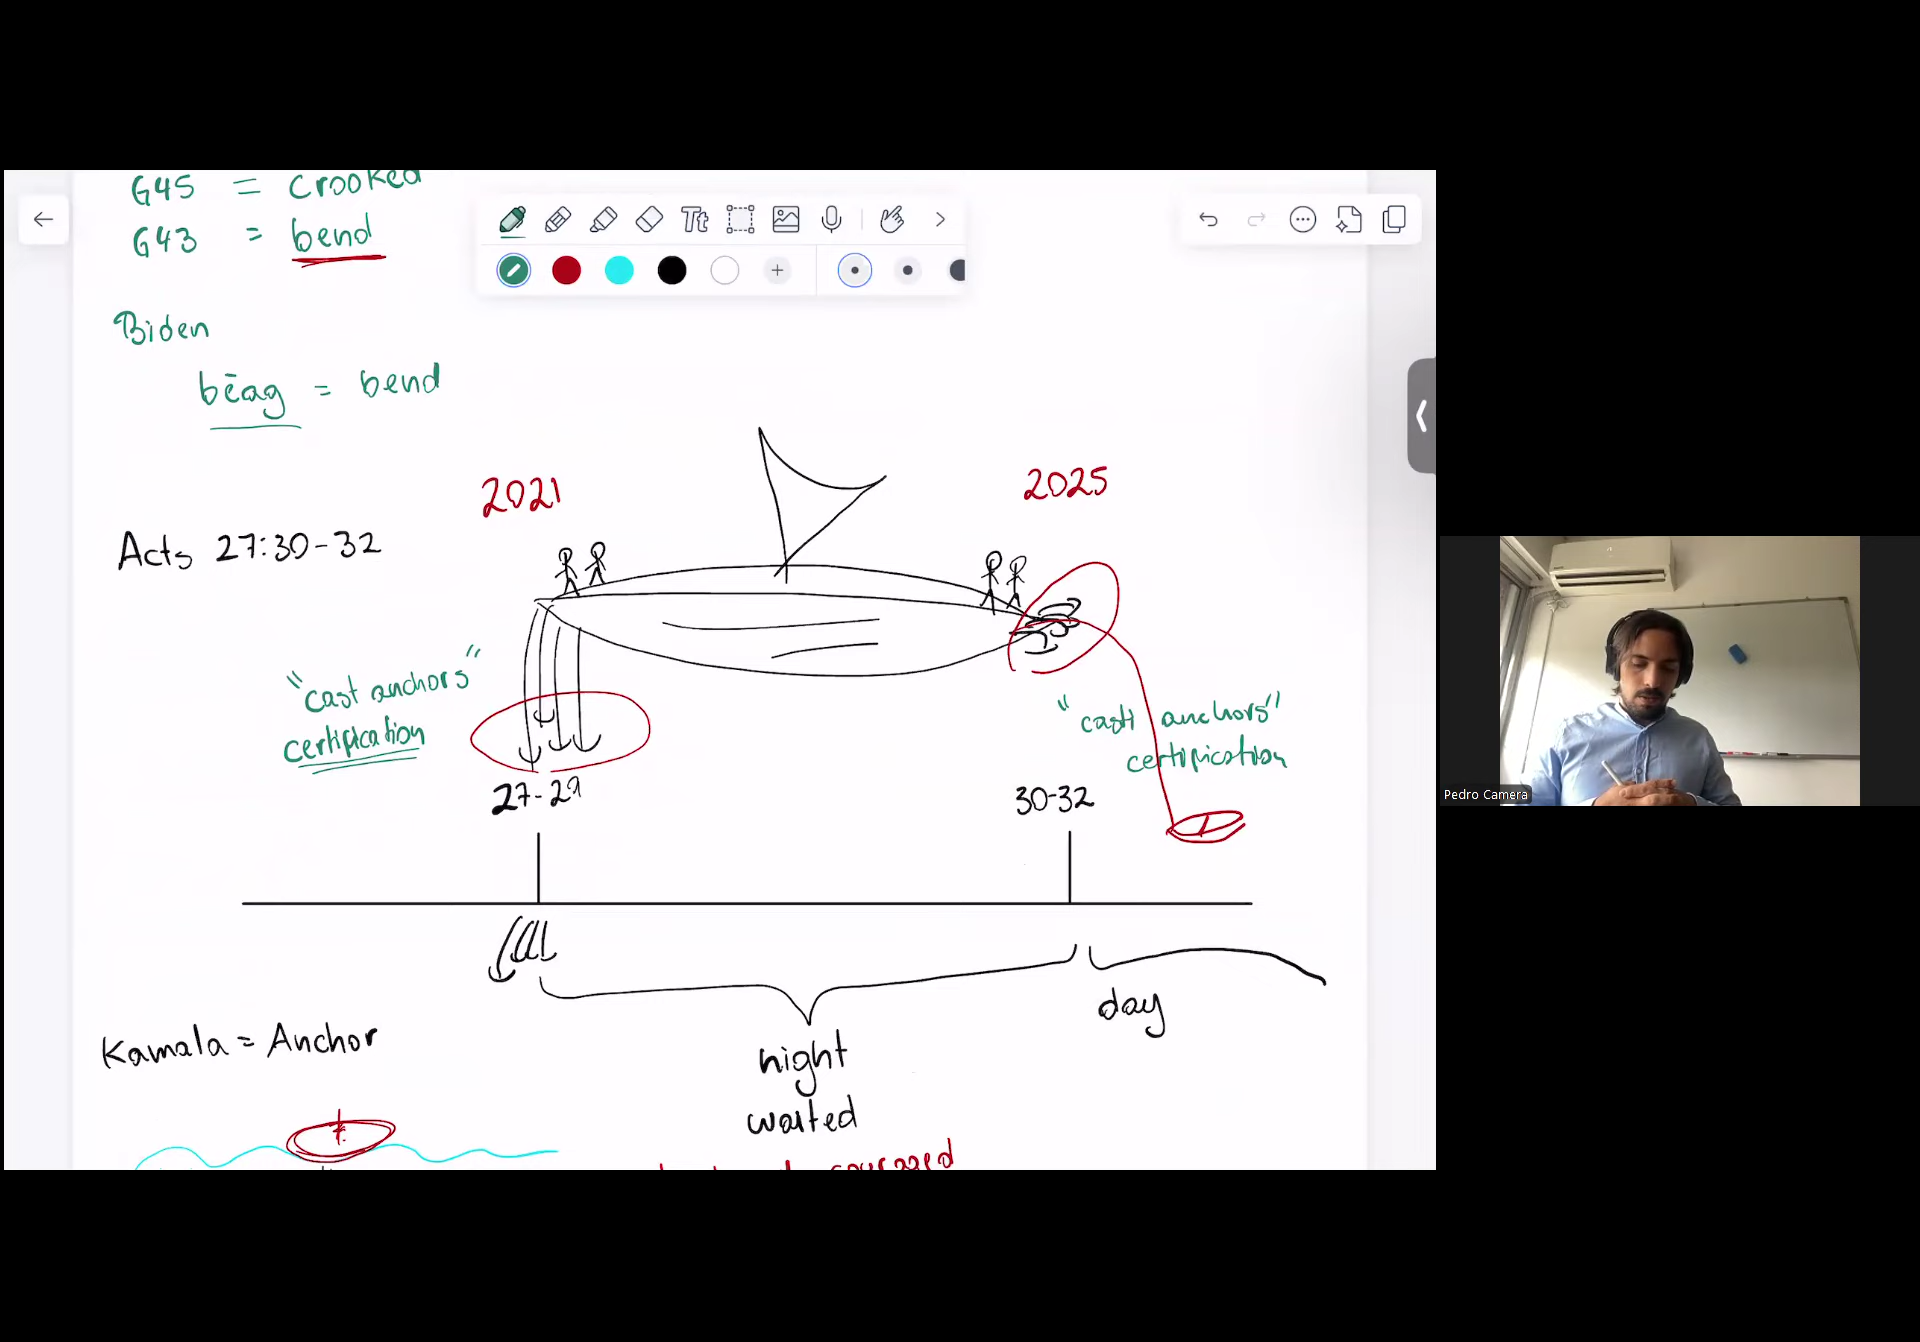 G45 = crooked
G43 = bend
Biden
bēag = bend
2021
2025
Acts 27:30-32
"cast anchors"
certification
"cast anchors"
certification
27-29
30-32
day
night
waited
Kamala = Anchor
Tt
Pedro Camera